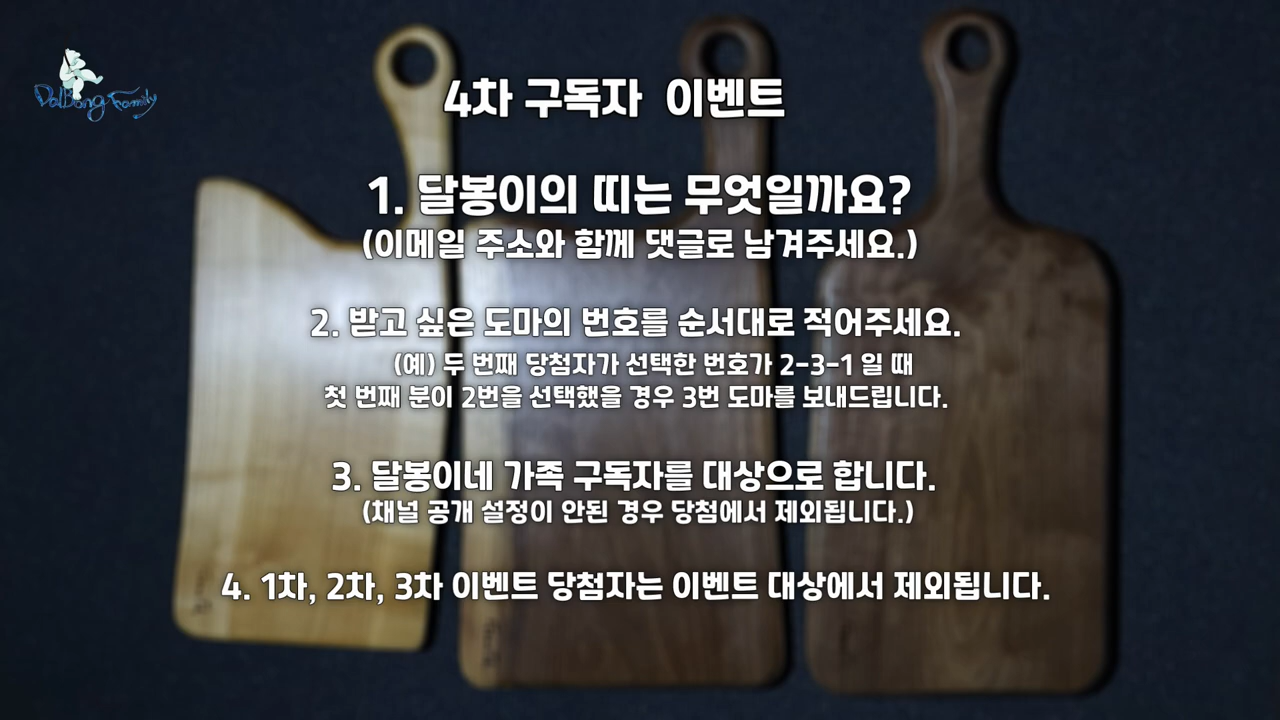 DalBong Family
4차 구독자 이벤트
1. 달봉이의 띠는 무엇일까요?
(이메일 주소와 함께 댓글로 남겨주세요.)
2. 받고 싶은 도마의 번호를 순서대로 적어주세요.
(예) 두 번째 당첨자가 선택한 번호가 2-3-1 일 때
첫 번째 분이 2번을 선택했을 경우 3번 도마를 보내드립니다.
3. 달봉이네 가족 구독자를 대상으로 합니다.
(채널 공개 설정이 안된 경우 당첨에서 제외됩니다.)
4. 1차, 2차, 3차 이벤트 당첨자는 이벤트 대상에서 제외됩니다.